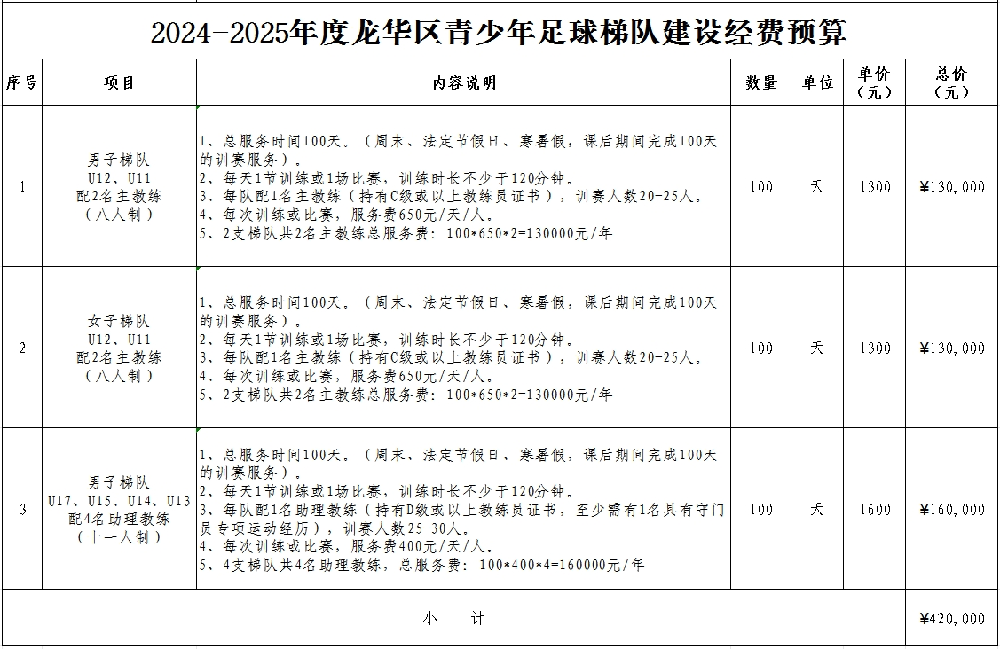 2024-2025年度龙华区青少年足球梯队建设经费预算
序号 项目 内容说明 数量 单位 单价（元） 总价（元）
1
男子梯队
U12、U11
配2名主教练
（八人制）
1、总服务时间100天。（周末、法定节假日、寒暑假，课后期间完成100天
的训赛服务）。
2、每天1节训练或1场比赛，训练时长不少于120分钟。
3、每队配1名主教练（持有C级或以上教练员证书），训赛人数20-25人。
4、每次训练或比赛，服务费650元/天/人。
5、2支梯队共2名主教练总服务费：100*650*2=130000元/年
100 天 1300 ¥130,000
2
女子梯队
U12、U11
配2名主教练
（八人制）
1、总服务时间100天。（周末、法定节假日、寒暑假，课后期间完成100天
的训赛服务）。
2、每天1节训练或1场比赛，训练时长不少于120分钟。
3、每队配1名主教练（持有C级或以上教练员证书），训赛人数20-25人。
4、每次训练或比赛，服务费650元/天/人。
5、2支梯队共2名主教练总服务费：100*650*2=130000元/年
100 天 1300 ¥130,000
3
男子梯队
U17、U15、U14、U13
配4名助理教练
（十一人制）
1、总服务时间100天。（周末、法定节假日、寒暑假，课后期间完成100天
的训赛服务）。
2、每天1节训练或1场比赛，训练时长不少于120分钟。
3、每队配1名助理教练（持有D级或以上教练员证书，至少需有1名具有守门
员专项运动经历），训赛人数25-30人。
4、每次训练或比赛，服务费400元/天/人。
5、4支梯队共4名助理教练，总服务费：100*400*4=160000元/年
100 天 1600 ¥160,000
小 计 ¥420,000